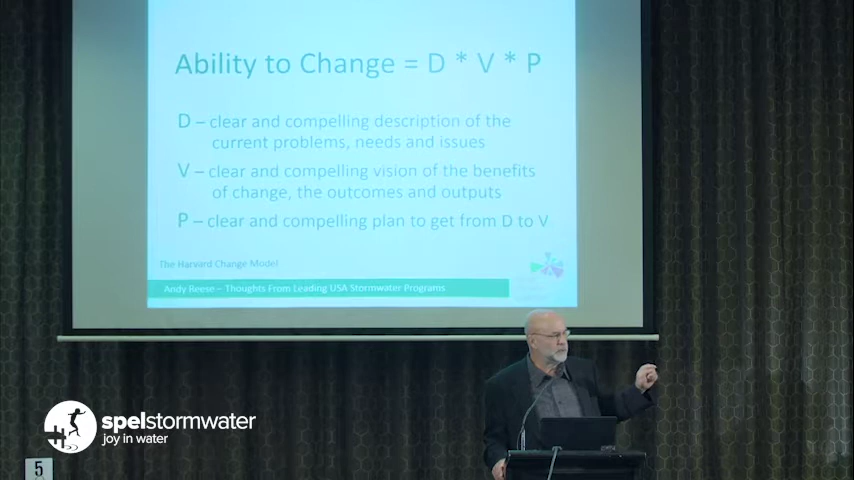 Ability to Change = D * V * P
D – clear and compelling description of the
current problems, needs and issues
V – clear and compelling vision of the benefits
of change, the outcomes and outputs
P – clear and compelling plan to get from D to V
The Harvard Change Model
Andy Reese – Thoughts From Leading USA Stormwater Programs
spelstormwater
joy in water
5